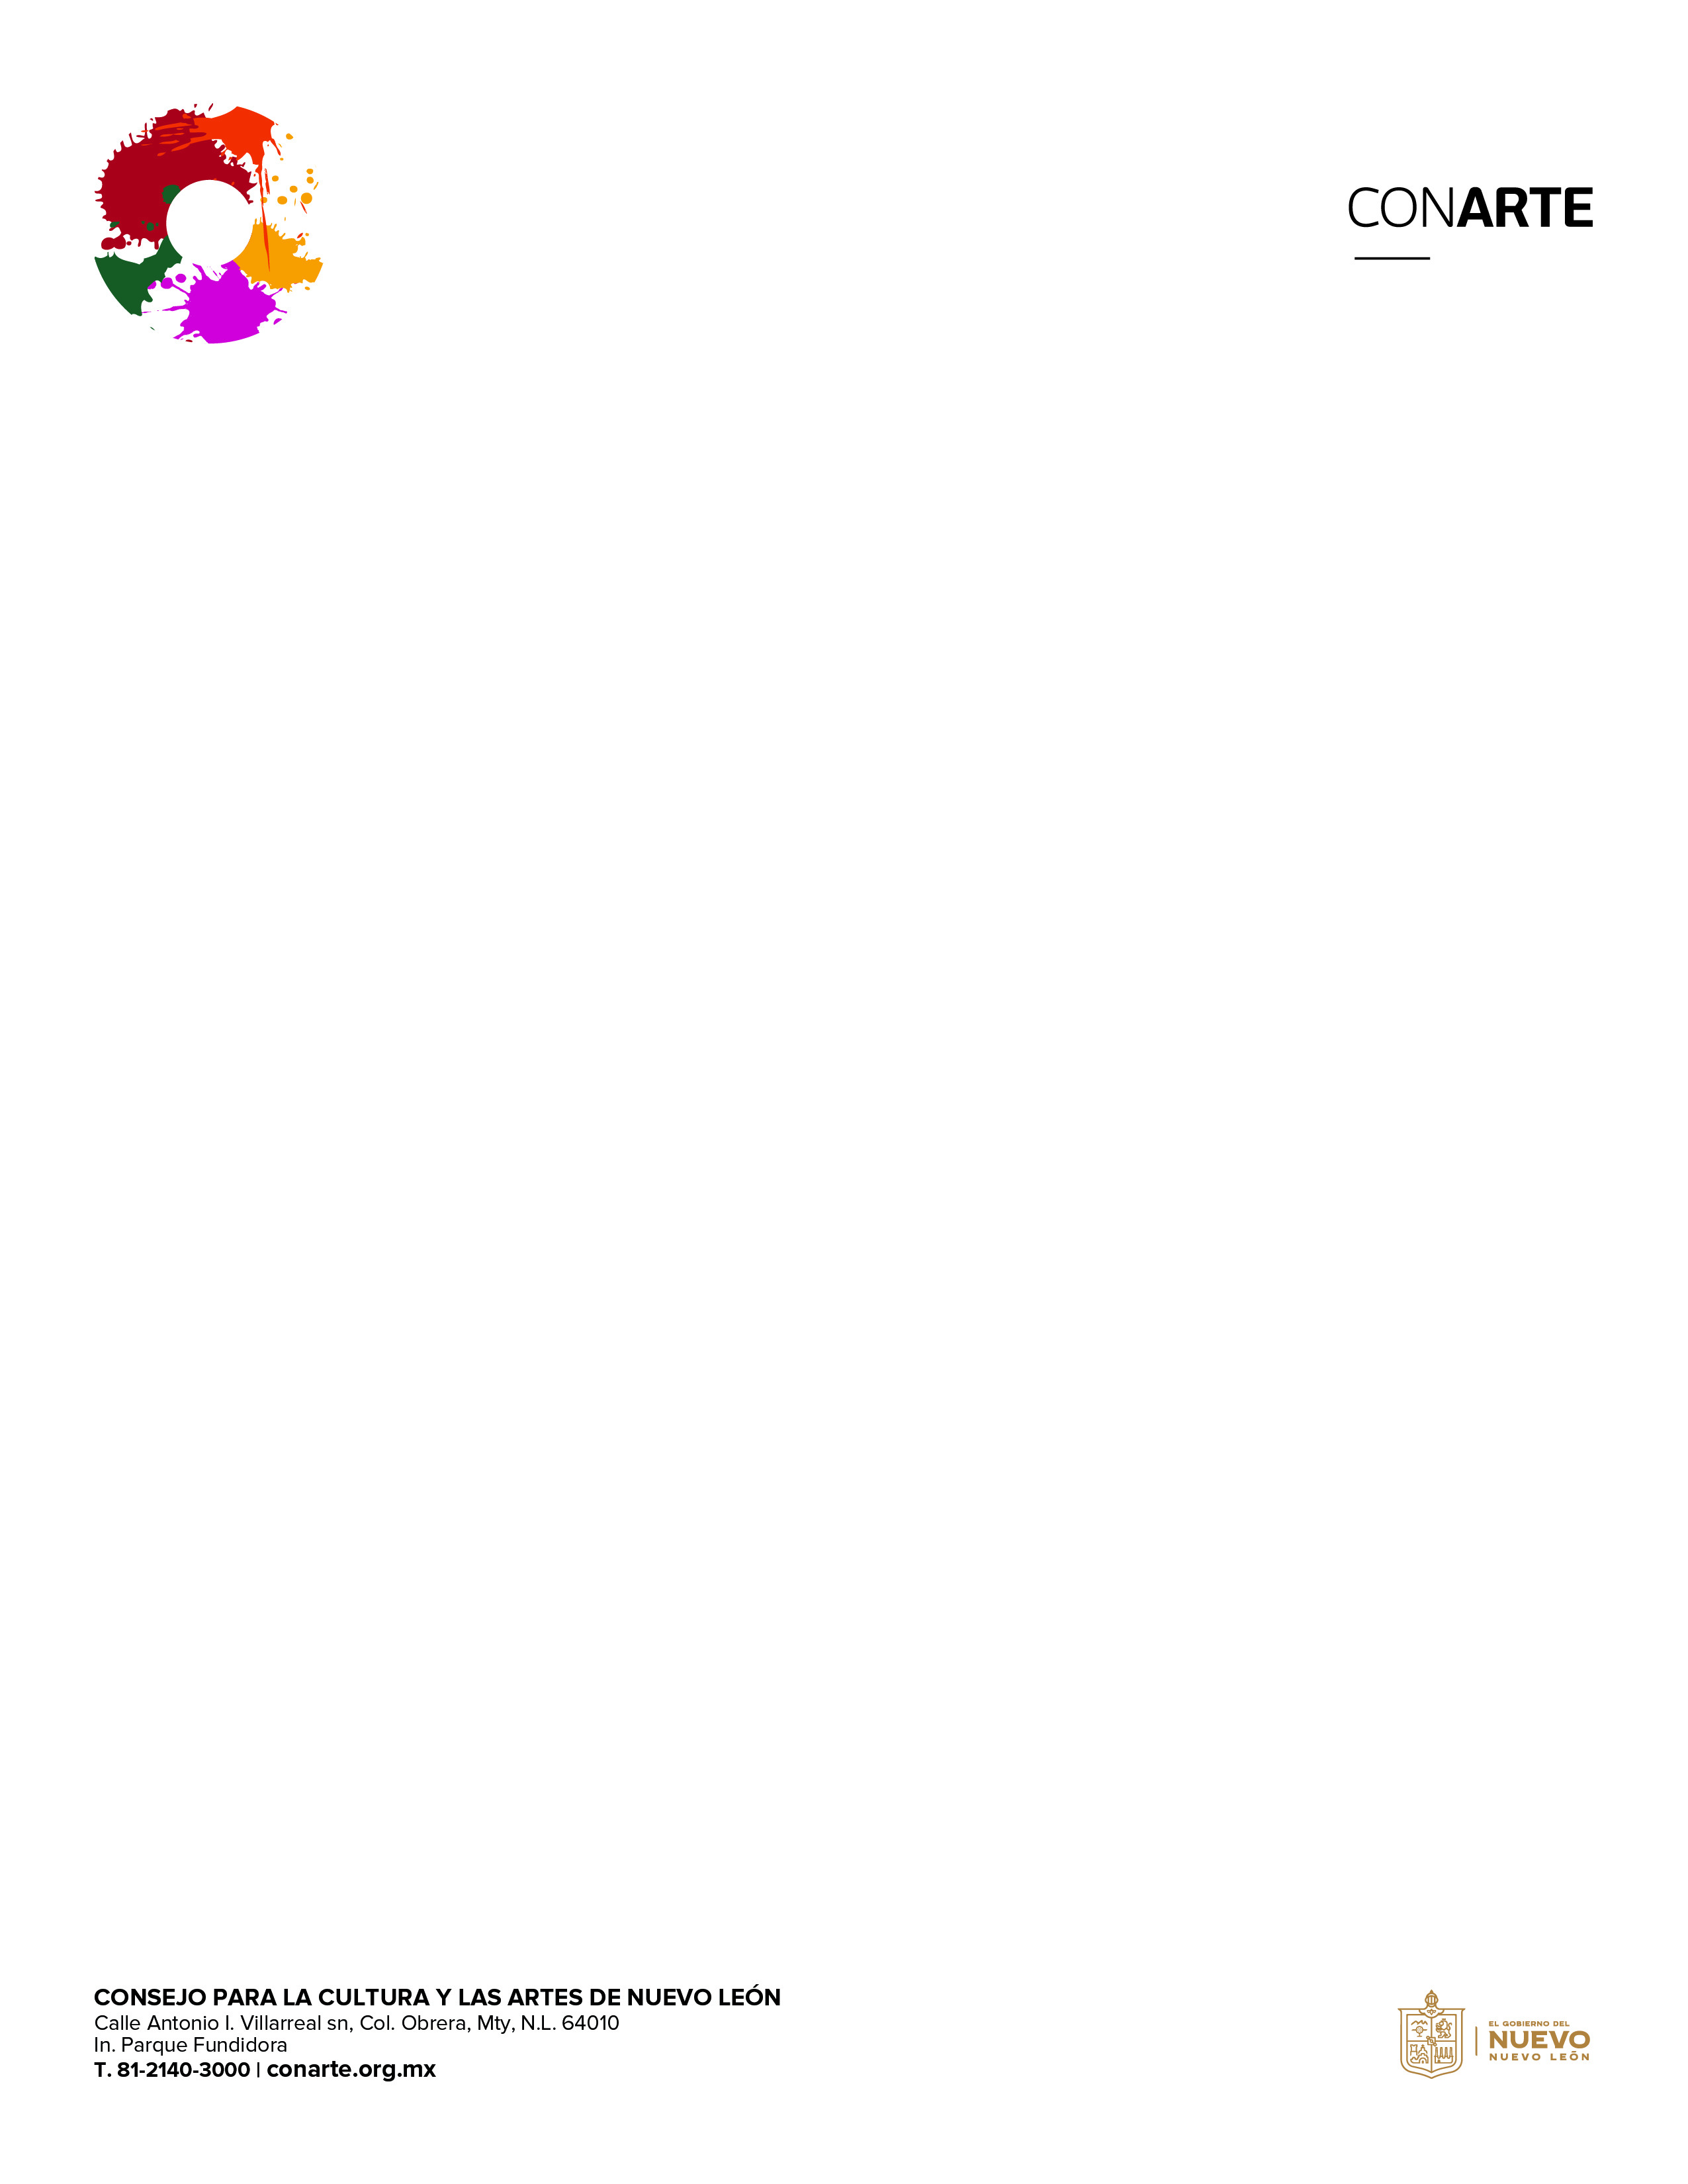 CONARTE
CONSEJO PARA LA CULTURA Y LAS ARTES DE NUEVO LEÓN
Calle Antonio I. Villarreal sn, Col. Obrera, Mty, N.L. 64010
In. Parque Fundidora
T. 81-2140-3000 | conarte.org.mx
EL GOBIERNO DEL
NUEVO
NUEVO LEÓN